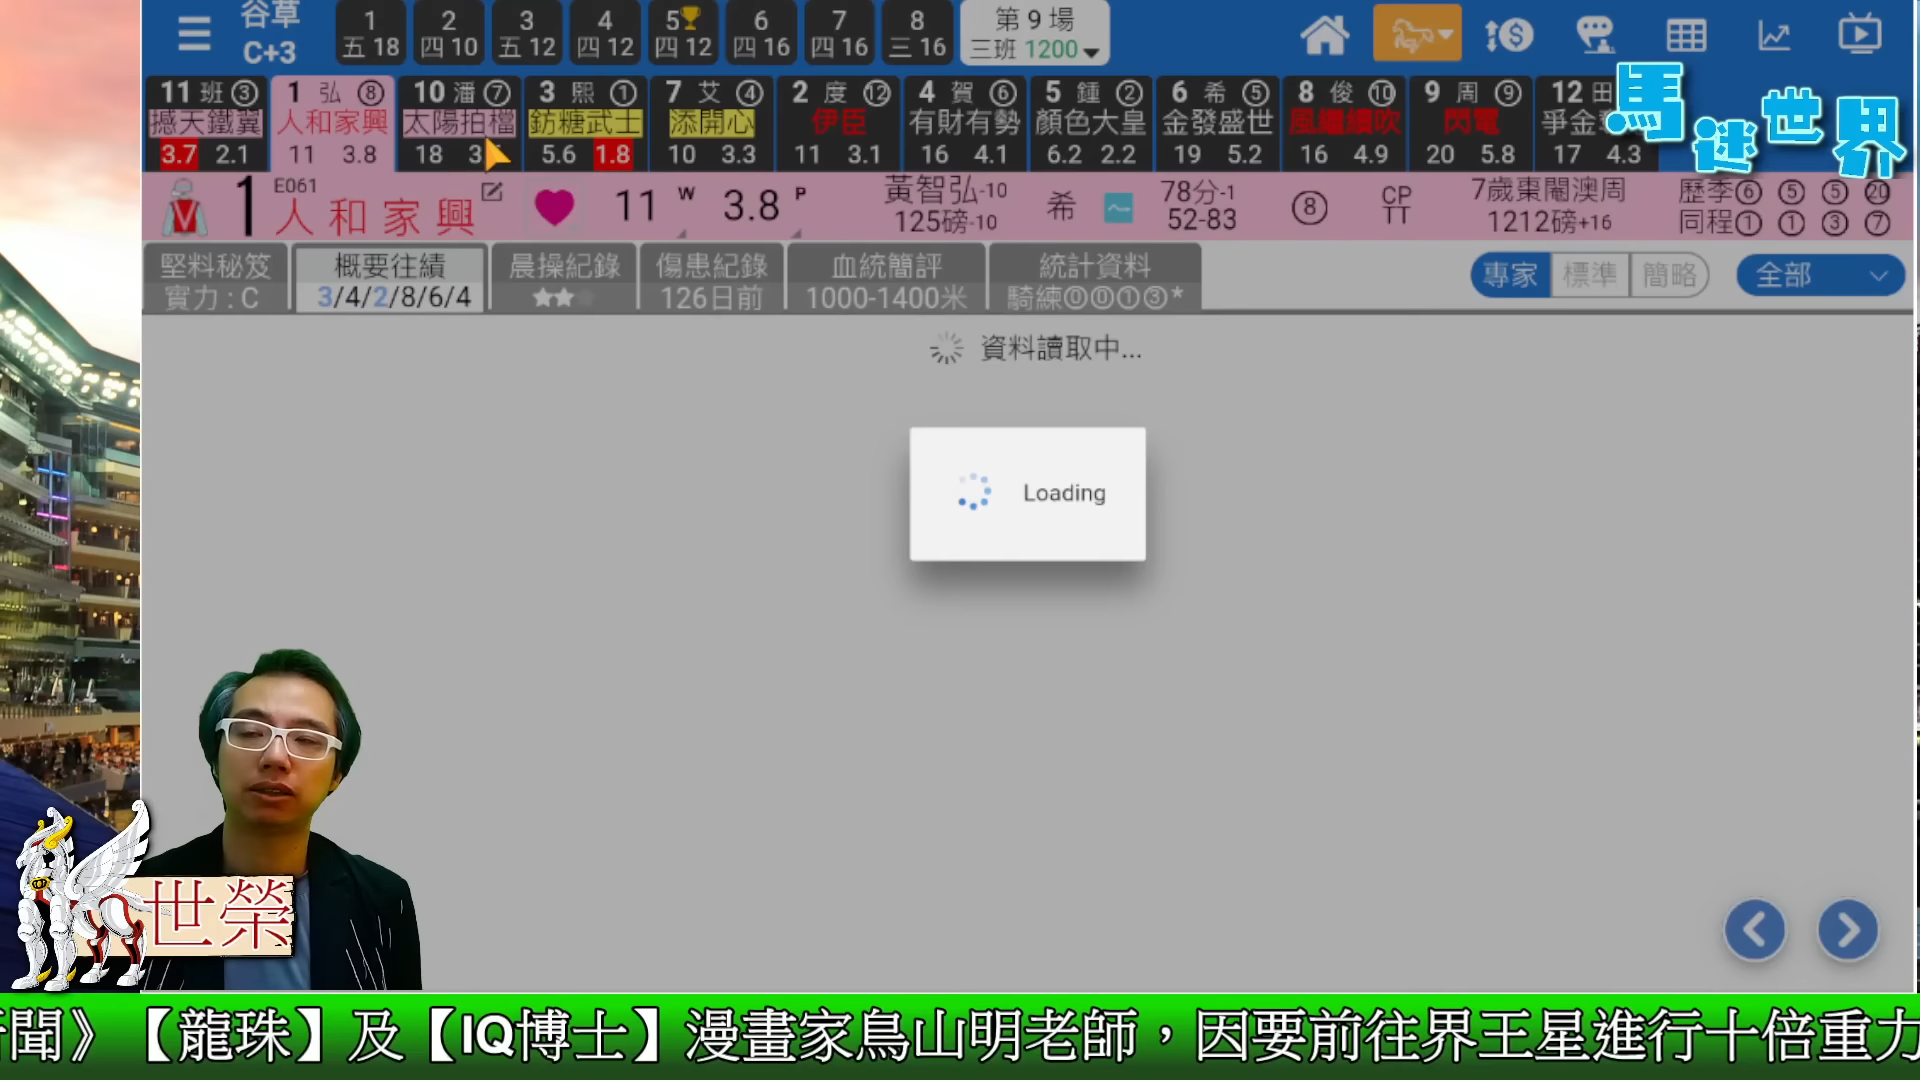 谷草
C+3
1
五 18
2
四 10
3
五 12
4
四 12
5
四 12
6
四 16
7
四 16
8
三 16
第 9 場
三班 1200
11 班 ③
撼天鐵翼
3.7 2.1
1 弘 ⑧
人和家興
11 3.8
10 潘 ⑦
太陽拍檔
18 3
3 熙 ①
鈁糖武士
5.6 1.8
7 艾 ④
添開心
10 3.3
2 度 ⑫
伊臣
11 3.1
4 賀 ⑥
有財有勢
16 4.1
5 鍾 ②
顏色大皇
6.2 2.2
6 希 ⑤
金發盛世
19 5.2
8 俊 ⑩
風繼續吹
16 4.9
9 周 ⑨
閃電
20 5.8
12 田
爭金
17 4.3
馬謎世界
1
E061
人和家興
11 W 3.8 P
黃智弘-10
125磅-10
希
78分-1
52-83
⑧
CP
TT
7歲棗閹澳周
1212磅+16
歷季⑥ ⑤ ⑤ ⑳
同程① ① ③ ⑦
堅料秘笈
實力 : C
概要往績
3/4/2/8/6/4
晨操紀錄
★★
傷患紀錄
126日前
血統簡評
1000-1400米
統計資料
騎練⓪⓪①③*
專家
標準
簡略
全部
資料讀取中...
Loading
世榮
聞》【龍珠】及【IQ博士】漫畫家鳥山明老師，因要前往界王星進行十倍重力